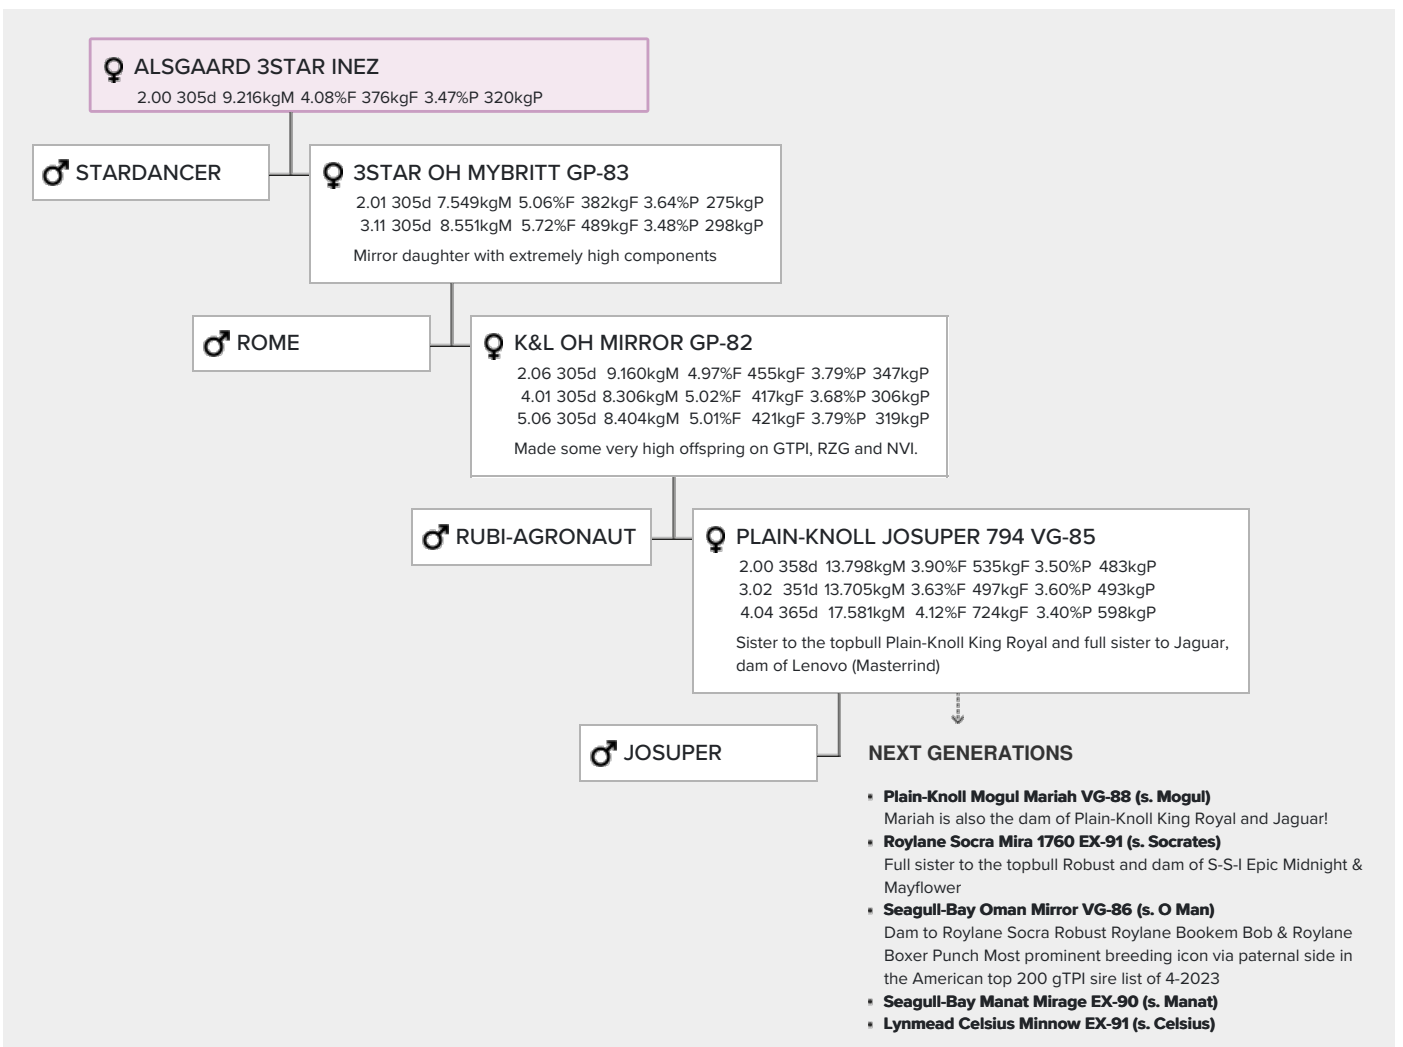 ALSGAARD 3STAR INEZ
2.00 305d 9.216kgM 4.08%F 376kgF 3.47%P 320kgP
STARDANCER
3STAR OH MYBRITT GP-83
2.01 305d 7.549kgM 5.06%F 382kgF 3.64%P 275kgP
3.11 305d 8.551kgM 5.72%F 489kgF 3.48%P 298kgP
Mirror daughter with extremely high components
ROME
K&L OH MIRROR GP-82
2.06 305d 9.160kgM 4.97%F 455kgF 3.79%P 347kgP
4.01 305d 8.306kgM 5.02%F 417kgF 3.68%P 306kgP
5.06 305d 8.404kgM 5.01%F 421kgF 3.79%P 319kgP
Made some very high offspring on GTPI, RZG and NVI.
RUBI-AGRONAUT
PLAIN-KNOLL JOSUPER 794 VG-85
2.00 358d 13.798kgM 3.90%F 535kgF 3.50%P 483kgP
3.02 351d 13.705kgM 3.63%F 497kgF 3.60%P 493kgP
4.04 365d 17.581kgM 4.12%F 724kgF 3.40%P 598kgP
Sister to the topbull Plain-Knoll King Royal and full sister to Jaguar,
dam of Lenovo (Masterrind)
JOSUPER
NEXT GENERATIONS
Plain-Knoll Mogul Mariah VG-88 (s. Mogul)
Mariah is also the dam of Plain-Knoll King Royal and Jaguar!
Roylane Socra Mira 1760 EX-91 (s. Socrates)
Full sister to the topbull Robust and dam of S-S-I Epic Midnight &
Mayflower
Seagull-Bay Oman Mirror VG-86 (s. O Man)
Dam to Roylane Socra Robust Roylane Bookem Bob & Roylane
Boxer Punch Most prominent breeding icon via paternal side in
the American top 200 gTPI sire list of 4-2023
Seagull-Bay Manat Mirage EX-90 (s. Manat)
Lynmead Celsius Minnow EX-91 (s. Celsius)